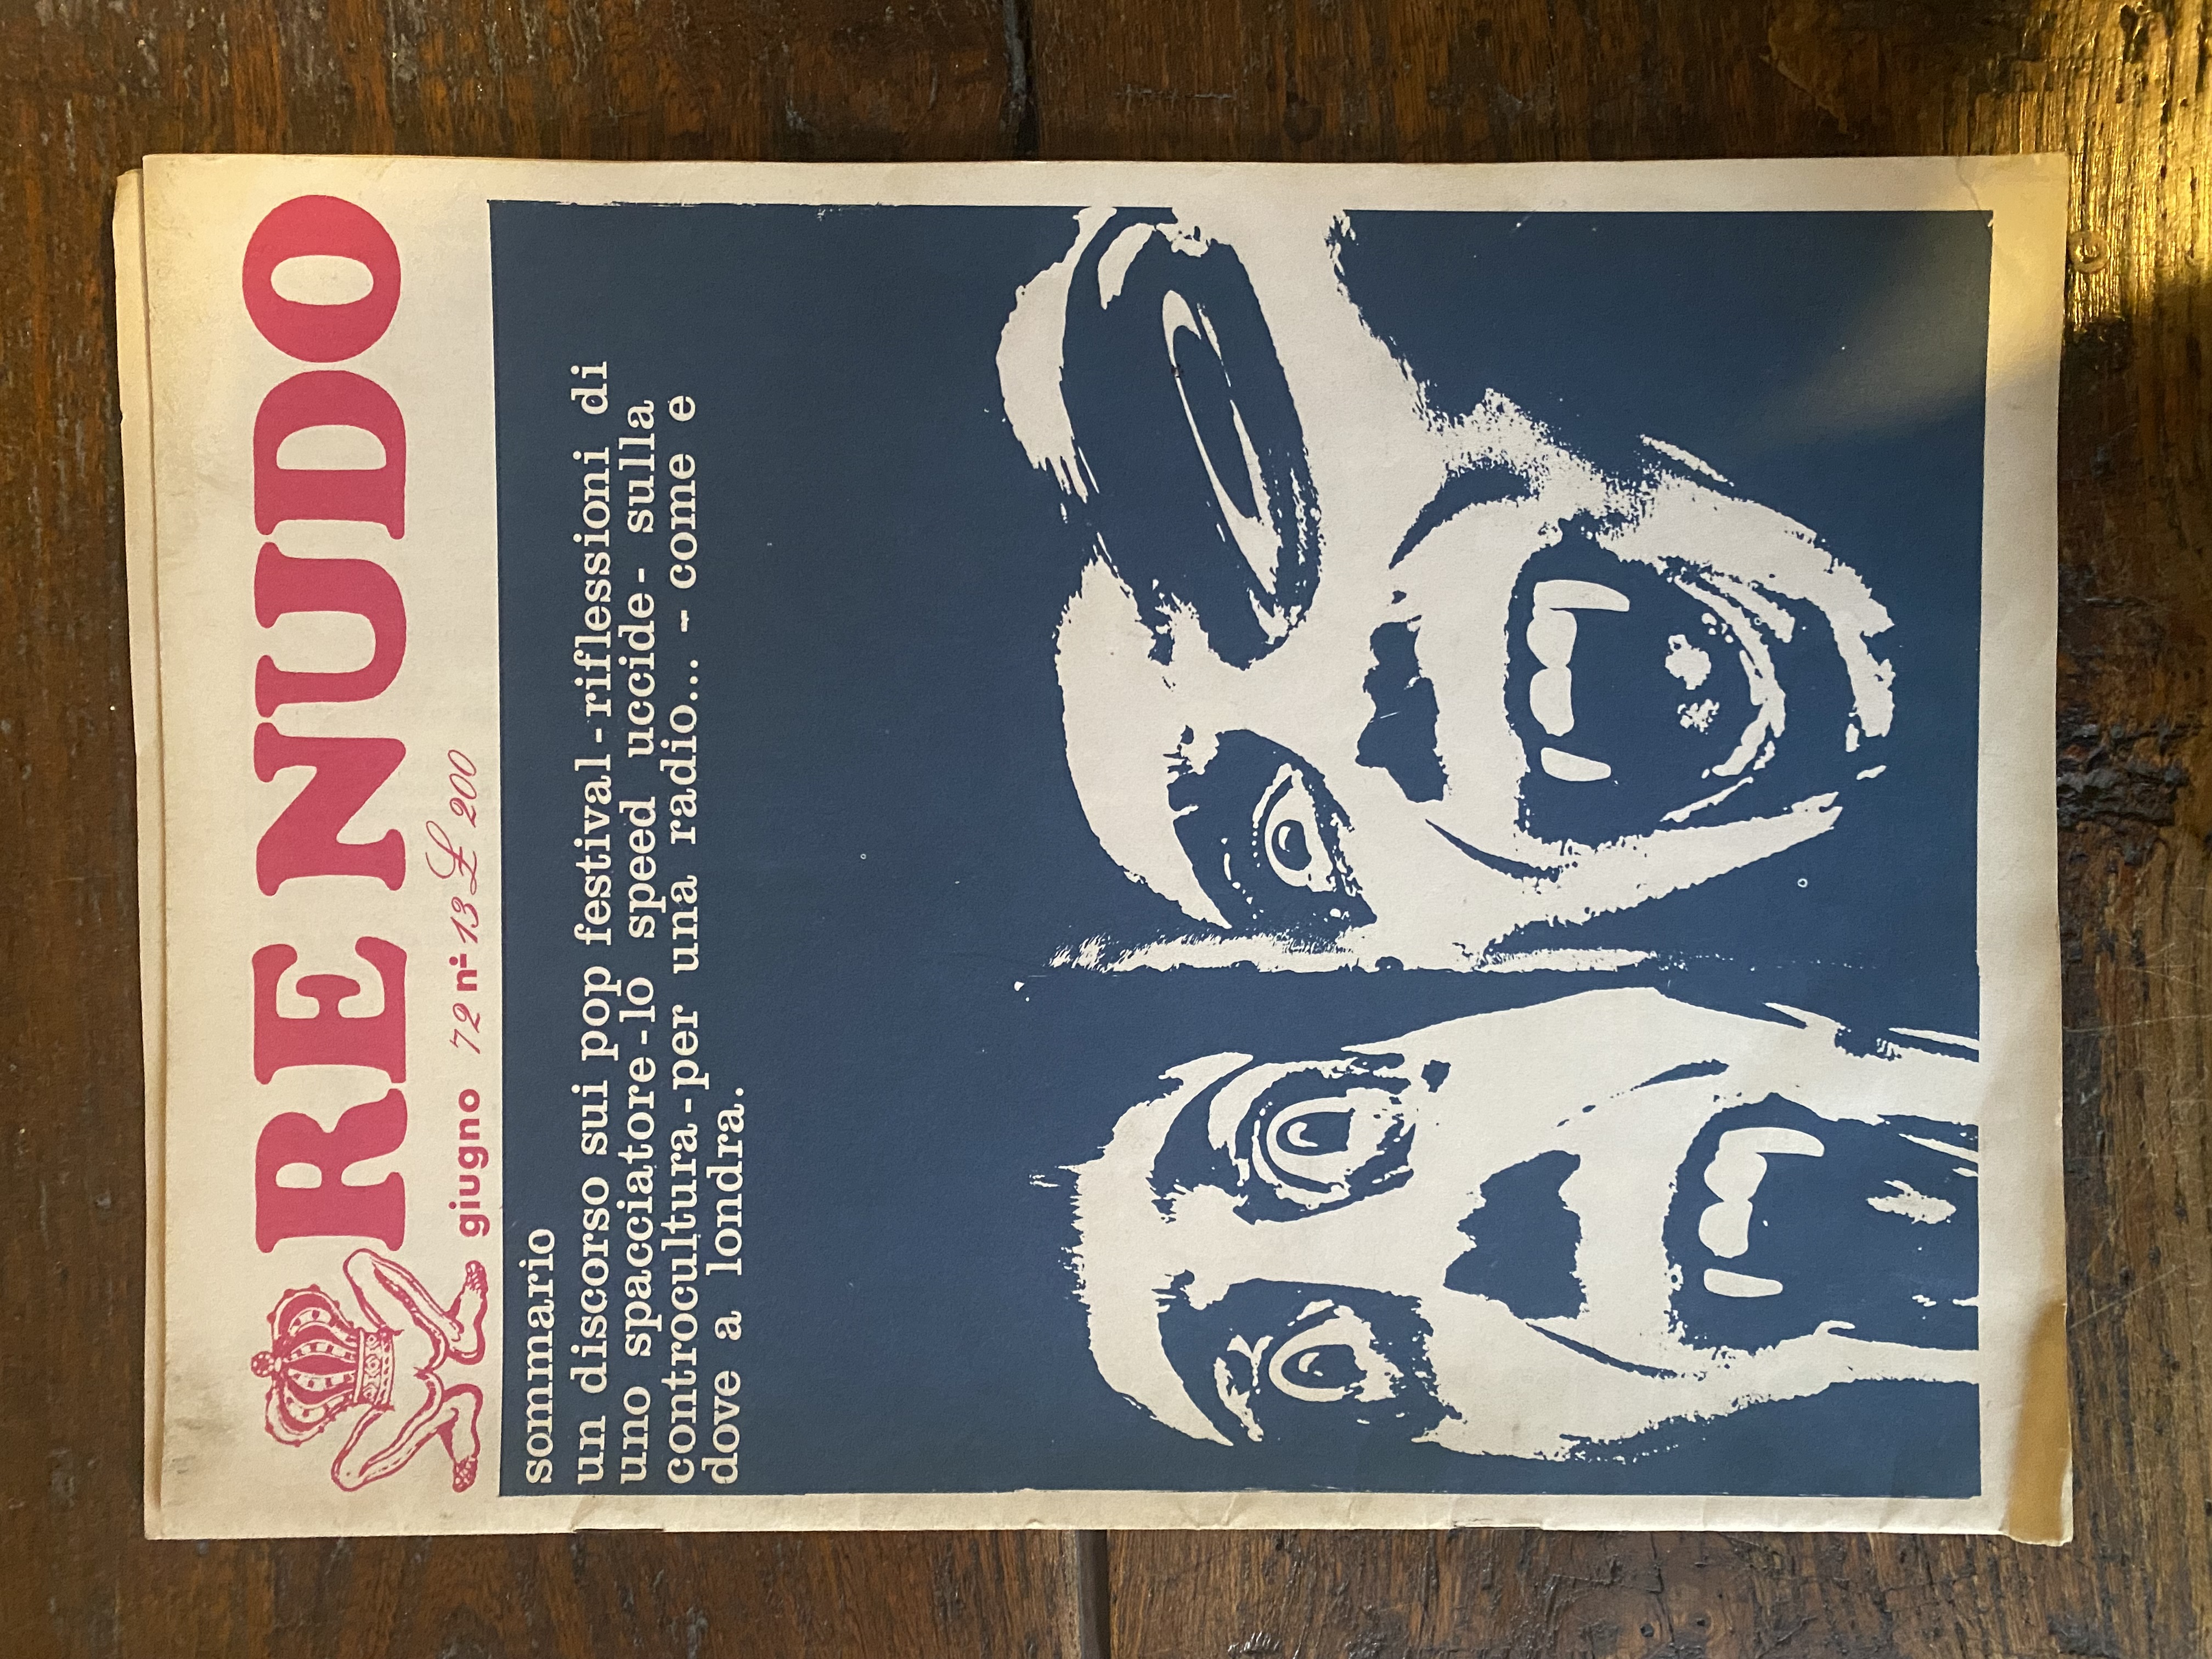 RE NUDO
giugno 72 n° 13 £ 200
sommario
un discorso sui pop festival-riflessioni di
uno spacciatore-lo speed uccide- sulla
controcultura-per una radio... - come e
dove a londra.